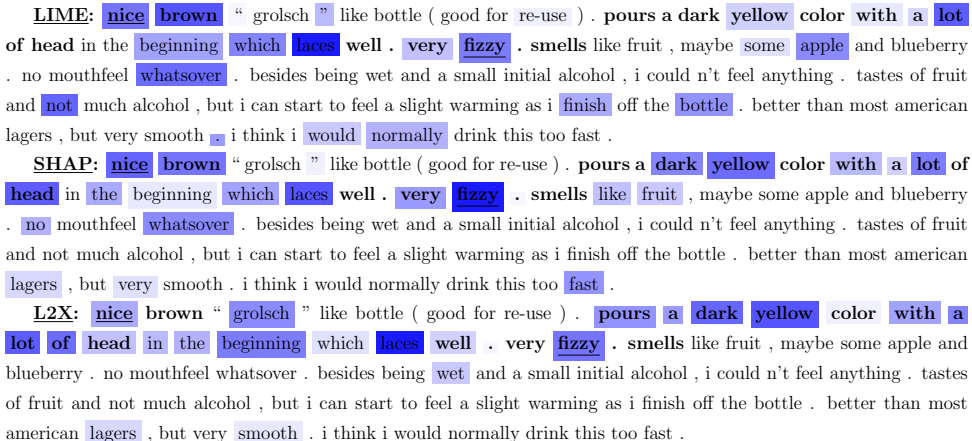 LIME: nice brown “ grolsch ” like bottle ( good for re-use ) . pours a dark yellow color with a lot
of head in the beginning which laces well . very fizzy . smells like fruit , maybe some apple and blueberry
. no mouthfeel whatsover . besides being wet and a small initial alcohol , i could n't feel anything . tastes of fruit
and not much alcohol , but i can start to feel a slight warming as i finish off the bottle . better than most american
lagers , but very smooth . i think i would normally drink this too fast .
SHAP: nice brown “ grolsch ” like bottle ( good for re-use ) . pours a dark yellow color with a lot of
head in the beginning which laces well . very fizzy . smells like fruit , maybe some apple and blueberry
. no mouthfeel whatsover . besides being wet and a small initial alcohol , i could n't feel anything . tastes of fruit
and not much alcohol , but i can start to feel a slight warming as i finish off the bottle . better than most american
lagers , but very smooth . i think i would normally drink this too fast .
L2X: nice brown “ grolsch ” like bottle ( good for re-use ) . pours a dark yellow color with a
lot of head in the beginning which laces well . very fizzy . smells like fruit , maybe some apple and
blueberry . no mouthfeel whatsover . besides being wet and a small initial alcohol , i could n't feel anything . tastes
of fruit and not much alcohol , but i can start to feel a slight warming as i finish off the bottle . better than most
american lagers , but very smooth . i think i would normally drink this too fast .